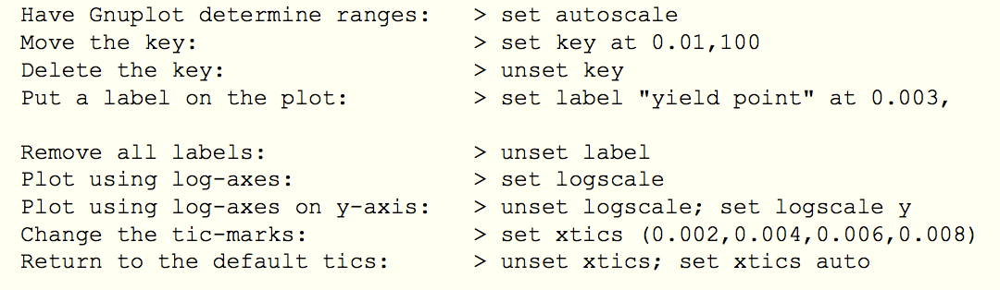 Have Gnuplot determine ranges:   > set autoscale
Move the key:                    > set key at 0.01,100
Delete the key:                  > unset key
Put a label on the plot:         > set label "yield point" at 0.003,
Remove all labels:               > unset label
Plot using log-axes:             > set logscale
Plot using log-axes on y-axis:   > unset logscale; set logscale y
Change the tic-marks:            > set xtics (0.002,0.004,0.006,0.008)
Return to the default tics:      > unset xtics; set xtics auto